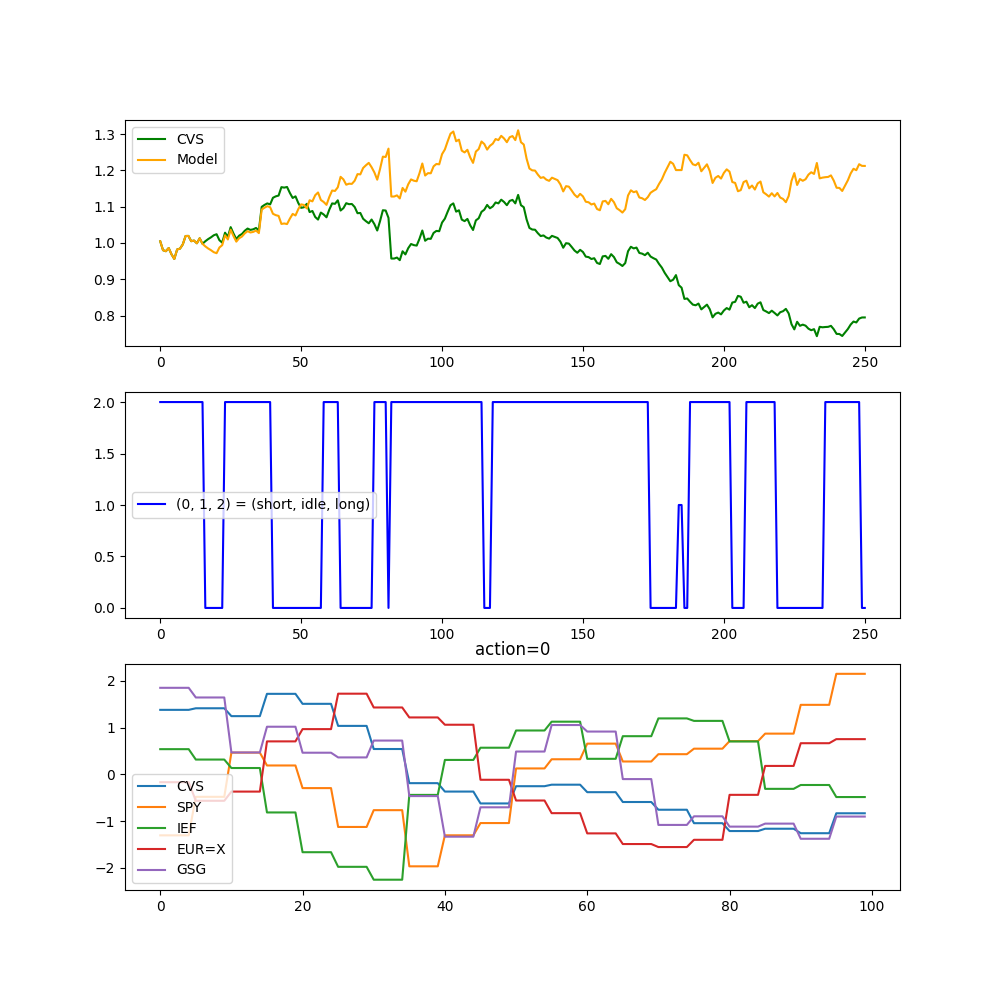 1.3
1.2
1.1
1.0
0.9
0.8
CVS
Model
0 50 100 150 200 250
2.0
1.5
1.0
0.5
0.0
(0, 1, 2) = (short, idle, long)
0 50 100 150 200 250
action=0
2
1
0
−1
−2
CVS
SPY
IEF
EUR=X
GSG
0 20 40 60 80 100